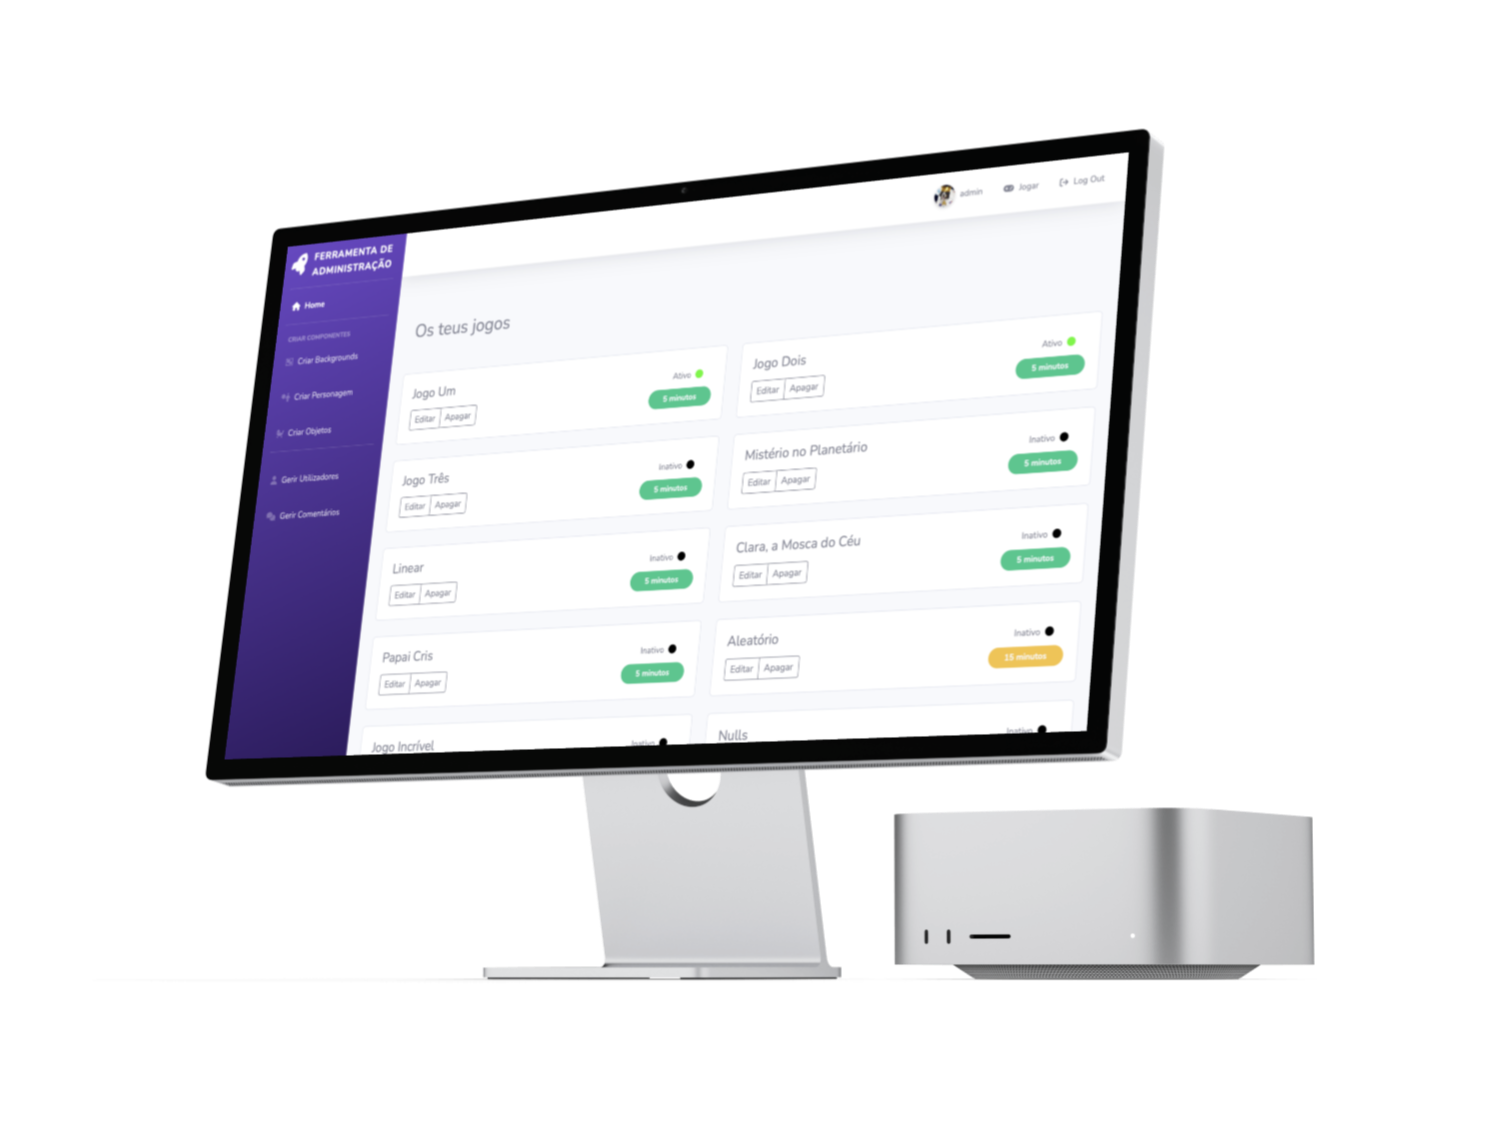 FERRAMENTA DE
ADMINISTRAÇÃO
Home
CRIAR COMPONENTES
Criar Backgrounds
Criar Personagem
Criar Objetos
Gerir Utilizadores
Gerir Comentários
admin
Jogar
Log Out
Os teus jogos
Jogo Um
Editar
Apagar
Ativo
5 minutos
Jogo Dois
Editar
Apagar
Ativo
5 minutos
Jogo Três
Editar
Apagar
Inativo
5 minutos
Mistério no Planetário
Editar
Apagar
Inativo
5 minutos
Linear
Editar
Apagar
Inativo
5 minutos
Clara, a Mosca do Céu
Editar
Apagar
Inativo
5 minutos
Papai Cris
Editar
Apagar
Inativo
5 minutos
Aleatório
Editar
Apagar
Inativo
15 minutos
Jogo Incrível
Inativo
Nulls
Inativo